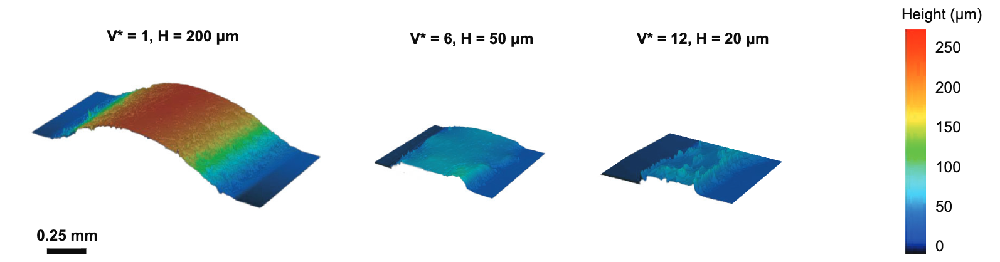 Height (µm)
V* = 1, H = 200 µm
V* = 6, H = 50 µm
V* = 12, H = 20 µm
250
200
150
100
50
0
0.25 mm